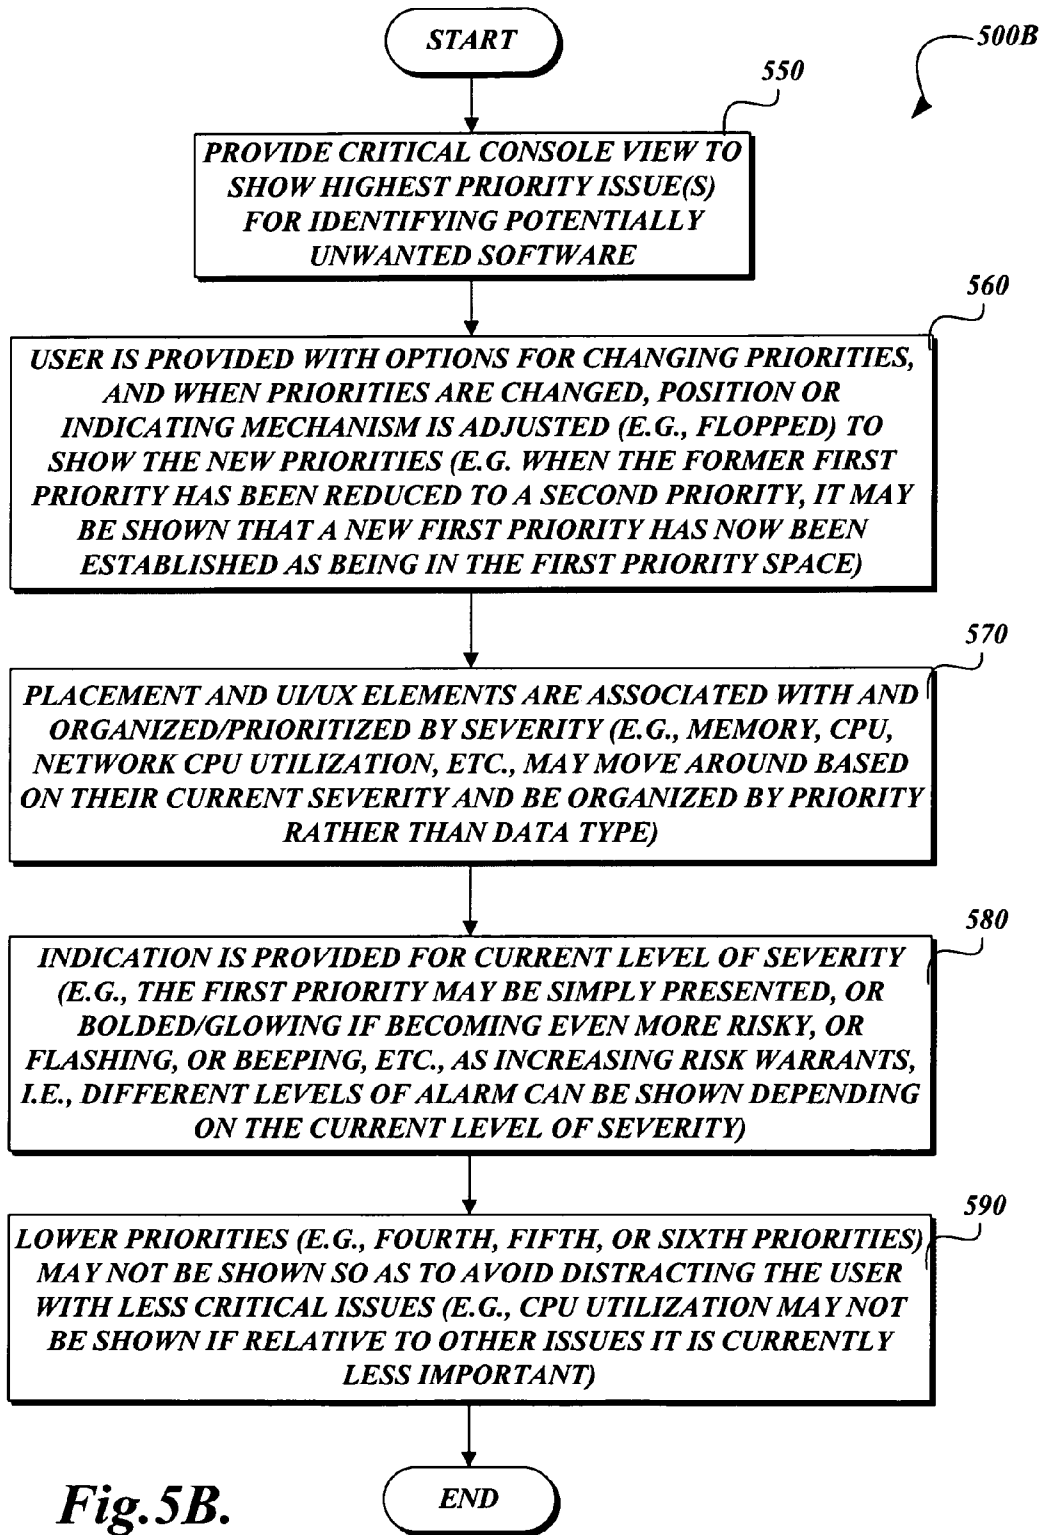 START
500B
550
PROVIDE CRITICAL CONSOLE VIEW TO
SHOW HIGHEST PRIORITY ISSUE(S)
FOR IDENTIFYING POTENTIALLY
UNWANTED SOFTWARE
560
USER IS PROVIDED WITH OPTIONS FOR CHANGING PRIORITIES,
AND WHEN PRIORITIES ARE CHANGED, POSITION OR
INDICATING MECHANISM IS ADJUSTED (E.G., FLOPPED) TO
SHOW THE NEW PRIORITIES (E.G. WHEN THE FORMER FIRST
PRIORITY HAS BEEN REDUCED TO A SECOND PRIORITY, IT MAY
BE SHOWN THAT A NEW FIRST PRIORITY HAS NOW BEEN
ESTABLISHED AS BEING IN THE FIRST PRIORITY SPACE)
570
PLACEMENT AND UI/UX ELEMENTS ARE ASSOCIATED WITH AND
ORGANIZED/PRIORITIZED BY SEVERITY (E.G., MEMORY, CPU,
NETWORK CPU UTILIZATION, ETC., MAY MOVE AROUND BASED
ON THEIR CURRENT SEVERITY AND BE ORGANIZED BY PRIORITY
RATHER THAN DATA TYPE)
580
INDICATION IS PROVIDED FOR CURRENT LEVEL OF SEVERITY
(E.G., THE FIRST PRIORITY MAY BE SIMPLY PRESENTED, OR
BOLDED/GLOWING IF BECOMING EVEN MORE RISKY, OR
FLASHING, OR BEEPING, ETC., AS INCREASING RISK WARRANTS,
I.E., DIFFERENT LEVELS OF ALARM CAN BE SHOWN DEPENDING
ON THE CURRENT LEVEL OF SEVERITY)
590
LOWER PRIORITIES (E.G., FOURTH, FIFTH, OR SIXTH PRIORITIES)
MAY NOT BE SHOWN SO AS TO AVOID DISTRACTING THE USER
WITH LESS CRITICAL ISSUES (E.G., CPU UTILIZATION MAY NOT
BE SHOWN IF RELATIVE TO OTHER ISSUES IT IS CURRENTLY
LESS IMPORTANT)
END
Fig.5B.